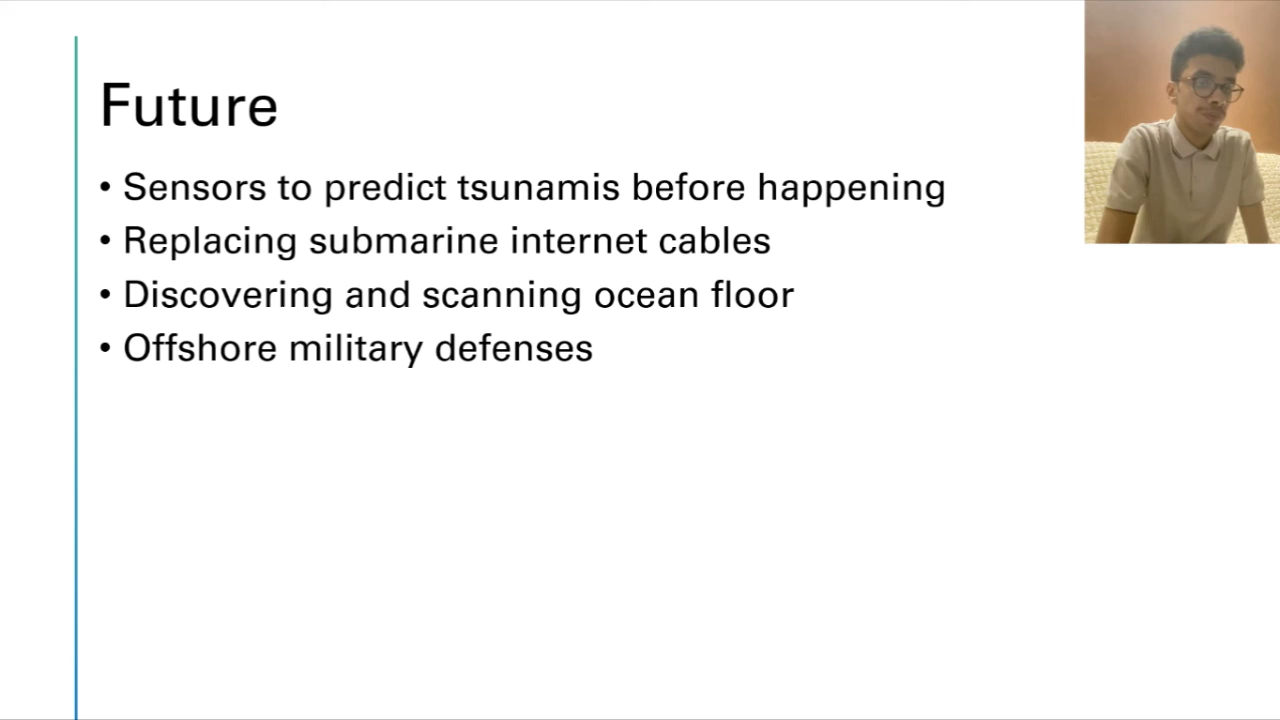 Future
• Sensors to predict tsunamis before happening
• Replacing submarine internet cables
• Discovering and scanning ocean floor
• Offshore military defenses